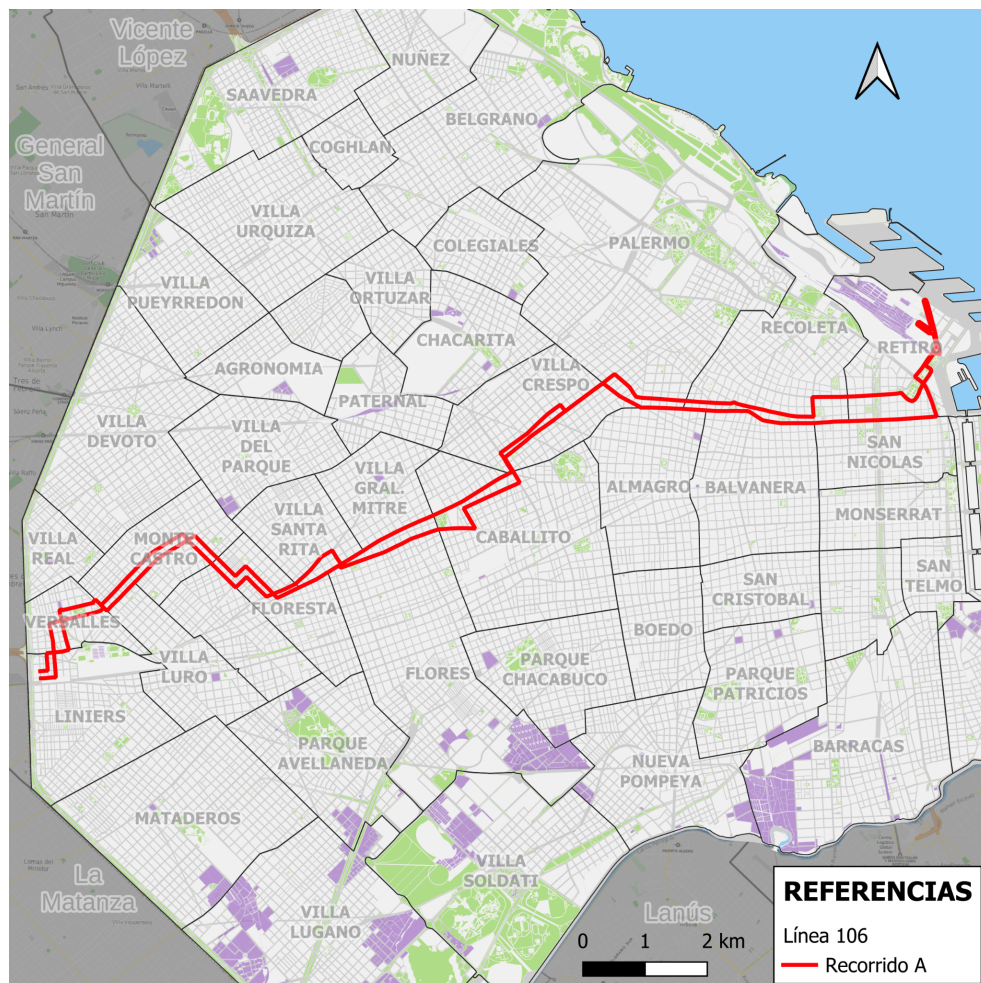 Vicente
López
NUÑEZ
SAAVEDRA
BELGRANO
General
San
Martín
COGHLAN
VILLA
URQUIZA
COLEGIALES
PALERMO
VILLA
PUEYRREDON
VILLA
ORTUZAR
RECOLETA
CHACARITA
RETIRO
AGRONOMIA
VILLA
CRESPO
PATERNAL
VILLA
DEVOTO
VILLA
DEL
PARQUE
SAN
NICOLAS
VILLA
GRAL.
MITRE
ALMAGRO
BALVANERA
VILLA
SANTA
RITA
MONSERRAT
VILLA
REAL
MONTE
CASTRO
CABALLITO
SAN
TELMO
SAN
CRISTOBAL
FLORESTA
VERSALLES
BOEDO
VILLA
LURO
FLORES
PARQUE
CHACABUCO
PARQUE
PATRICIOS
LINIERS
PARQUE
AVELLANEDA
BARRACAS
NUEVA
POMPEYA
MATADEROS
VILLA
SOLDATI
La
Matanza
VILLA
LUGANO
Lanús
0 1 2 km
REFERENCIAS
Línea 106
Recorrido A